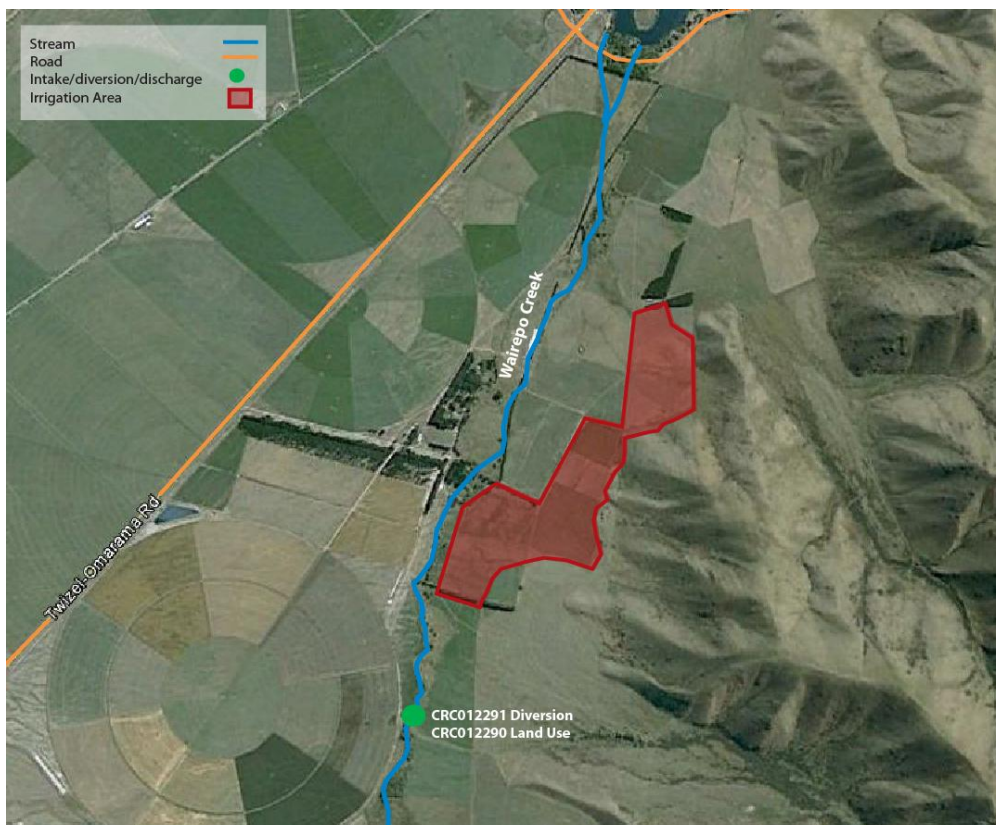 Stream
Road
Intake/diversion/discharge
Irrigation Area
Wairepo Creek
Twizel-Omarama Rd
CRC012291 Diversion
CRC012290 Land Use